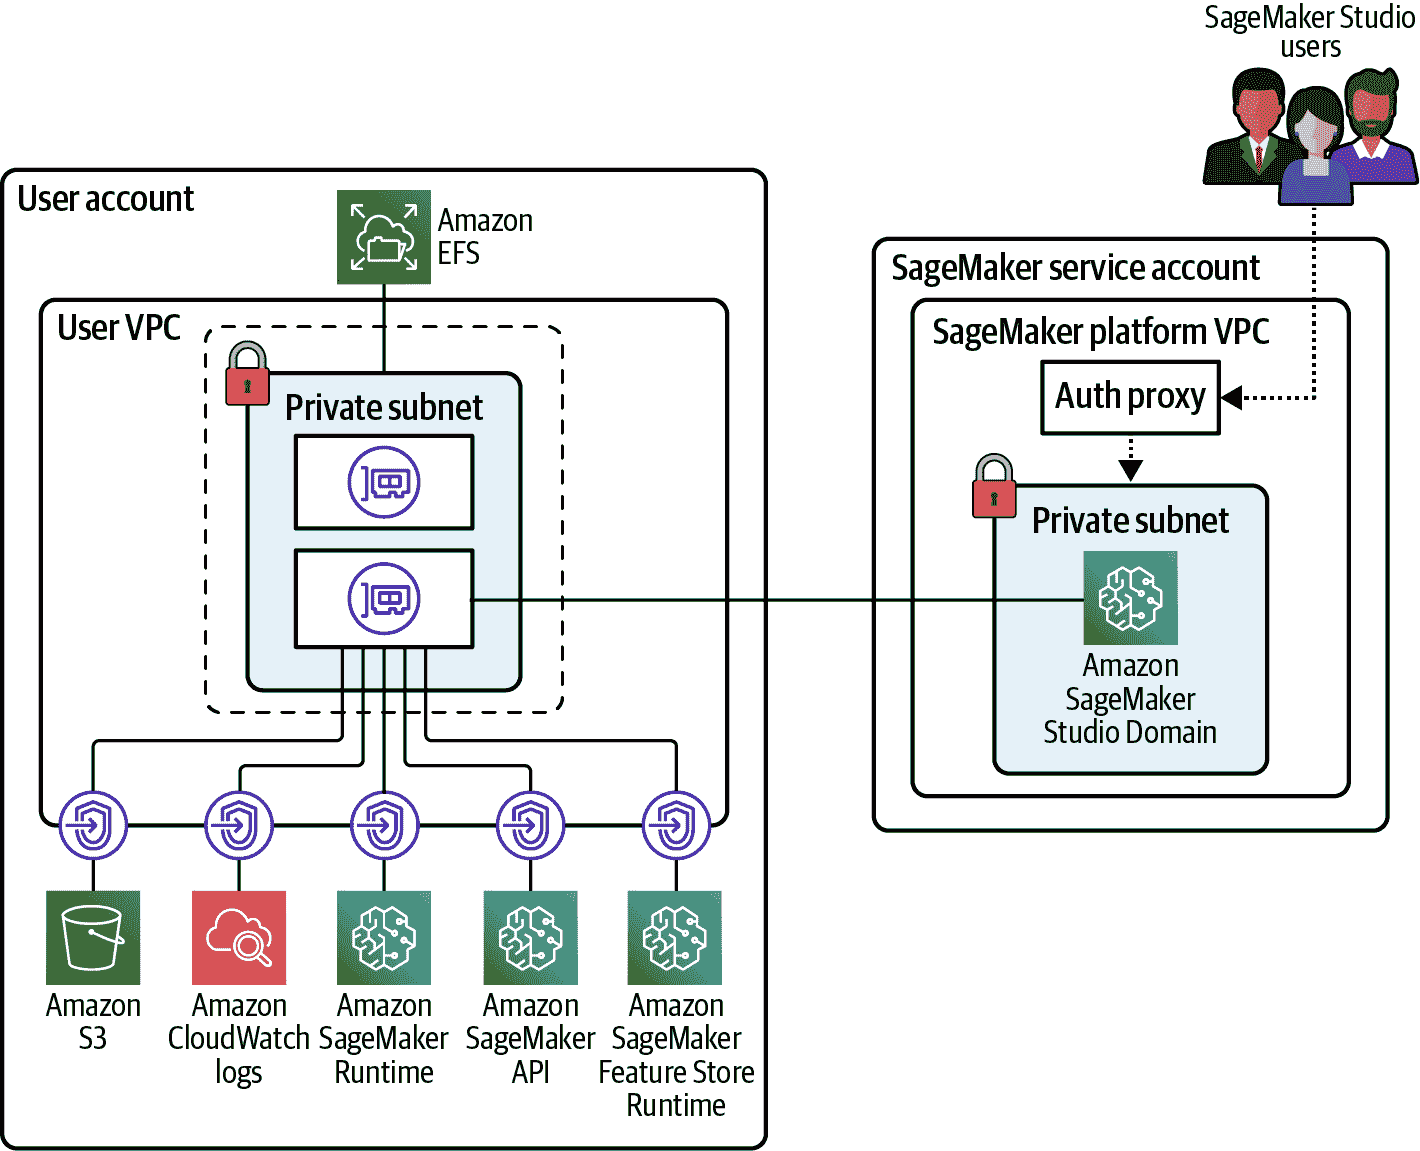 SageMaker Studio
users
User account
Amazon
EFS
User VPC
Private subnet
SageMaker service account
SageMaker platform VPC
Auth proxy
Private subnet
Amazon
SageMaker
Studio Domain
Amazon
S3
Amazon
CloudWatch
logs
Amazon
SageMaker
Runtime
Amazon
SageMaker
API
Amazon
SageMaker
Feature Store
Runtime